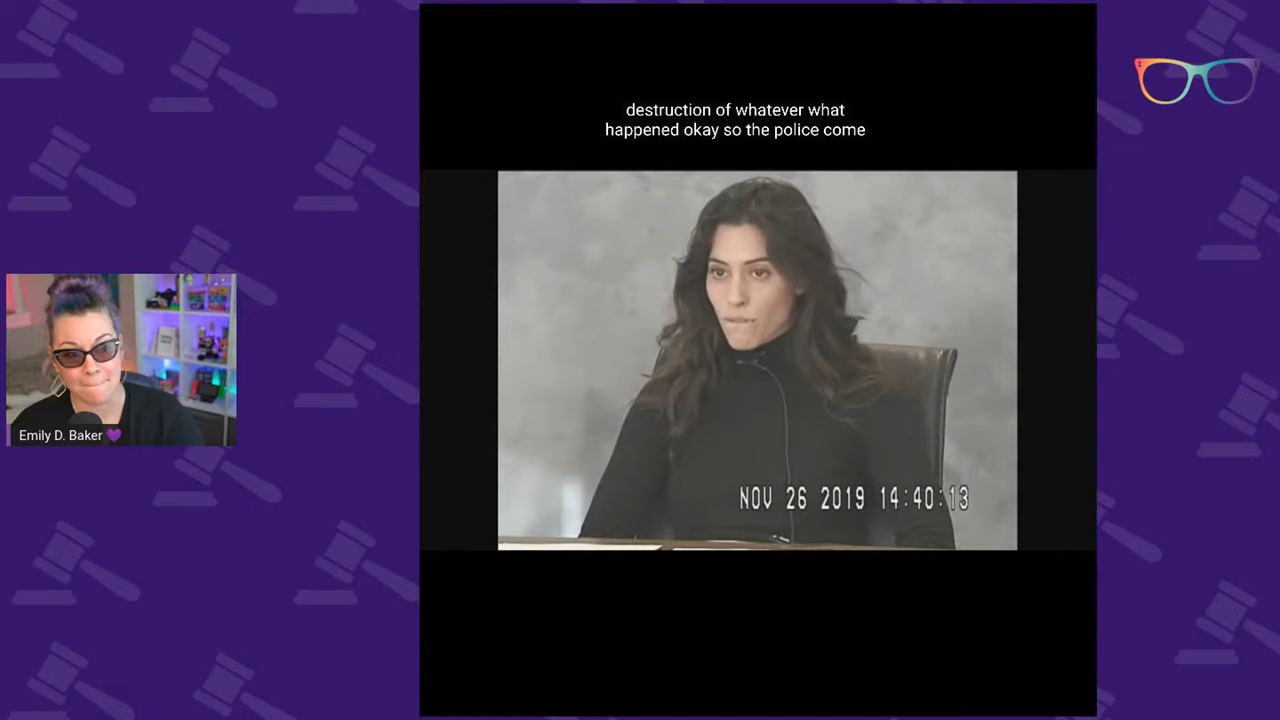 destruction of whatever what
happened okay so the police come
Emily D. Baker 💜
NOV 26 2019 14:40:13